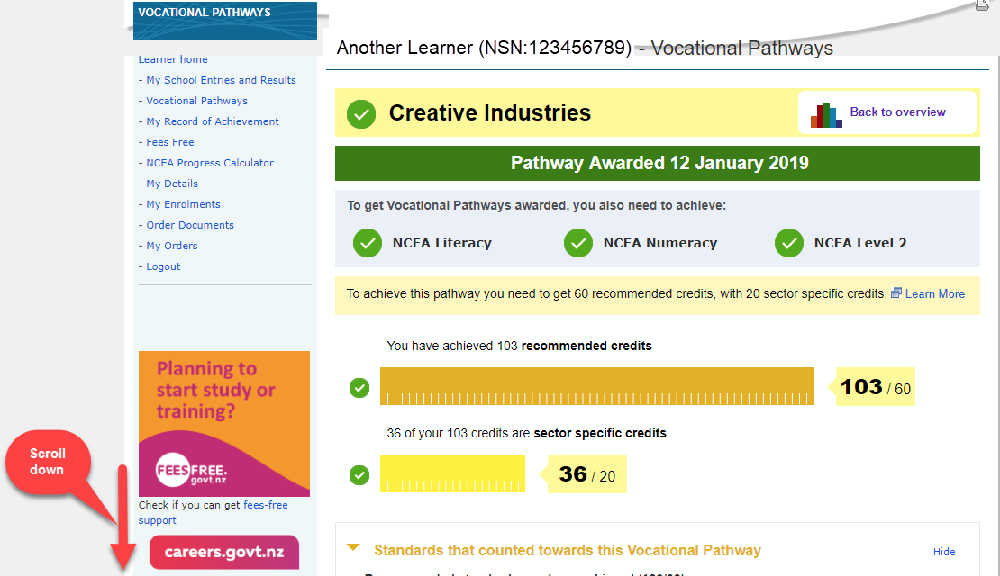 VOCATIONAL PATHWAYS
Another Learner (NSN:123456789) - Vocational Pathways
Learner home
- My School Entries and Results
- Vocational Pathways
- My Record of Achievement
- Fees Free
- NCEA Progress Calculator
- My Details
- My Enrolments
- Order Documents
- My Orders
- Logout
Planning to
start study or
training?
FEESFREE.
govt.nz
Check if you can get fees-free
support
careers.govt.nz
Scroll
down
Creative Industries
Back to overview
Pathway Awarded 12 January 2019
To get Vocational Pathways awarded, you also need to achieve:
NCEA Literacy
NCEA Numeracy
NCEA Level 2
To achieve this pathway you need to get 60 recommended credits, with 20 sector specific credits. Learn More
You have achieved 103 recommended credits
103 / 60
36 of your 103 credits are sector specific credits
36 / 20
Standards that counted towards this Vocational Pathway
Hide